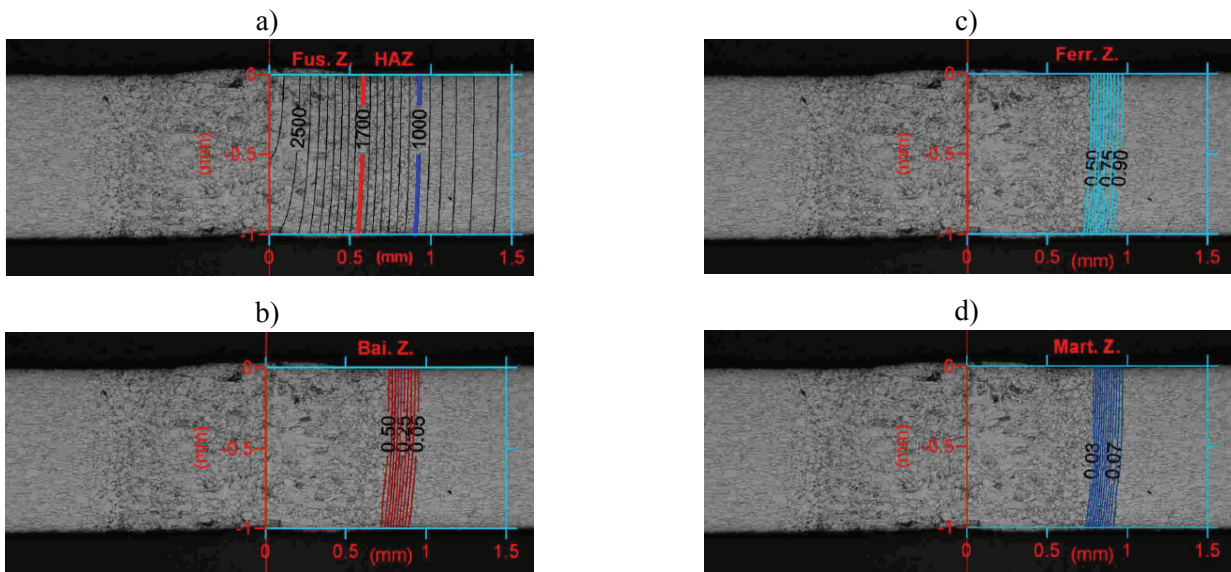 a)
Fus. Z. HAZ
0
-0.5
-1
(mm)
2500
1700
1000
0 0.5 (mm) 1 1.5
c)
Ferr. Z.
0
-0.5
-1
(mm)
0.50
0.75
0.90
0 0.5 1 1.5
(mm)
b)
Bai. Z.
0
-0.5
-1
(mm)
0.50
0.25
0.05
0 0.5 1 1.5
(mm)
d)
Mart. Z.
0
-0.5
-1
(mm)
0.03
0.07
0 0.5 1 1.5
(mm)